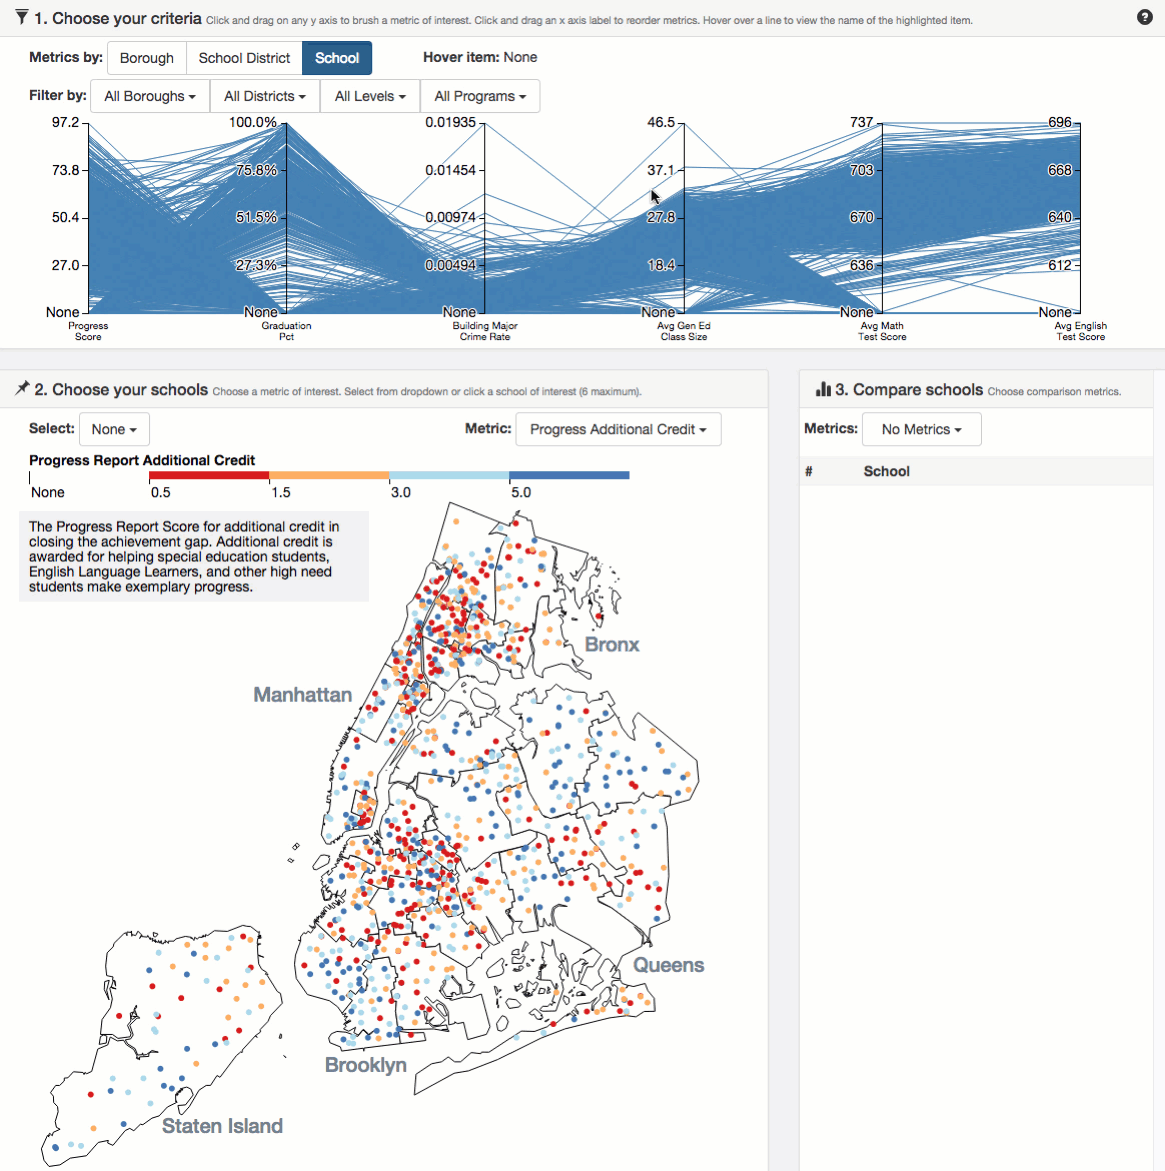 1. Choose your criteria Click and drag on any y axis to brush a metric of interest. Click and drag an x axis label to reorder metrics. Hover over a line to view the name of the highlighted item. ?
Metrics by: Borough School District School Hover item: None
Filter by: All Boroughs All Districts All Levels All Programs
97.2 100.0% 0.01935 46.5 737 696
73.8 75.8% 0.01454 37.1 703 668
50.4 51.5% 0.00974 27.8 670 640
27.0 27.3% 0.00494 18.4 636 612
None None None None None None
Progress Graduation Building Major Avg Gen Ed Avg Math Avg English
Score Pct Crime Rate Class Size Test Score Test Score
2. Choose your schools Choose a metric of interest. Select from dropdown or click a school of interest (6 maximum).
Select: None Metric: Progress Additional Credit
Progress Report Additional Credit
None 0.5 1.5 3.0 5.0
The Progress Report Score for additional credit in
closing the achievement gap. Additional credit is
awarded for helping special education students,
English Language Learners, and other high need
students make exemplary progress.
Bronx
Manhattan
Queens
Brooklyn
Staten Island
3. Compare schools Choose comparison metrics.
Metrics: No Metrics
# School